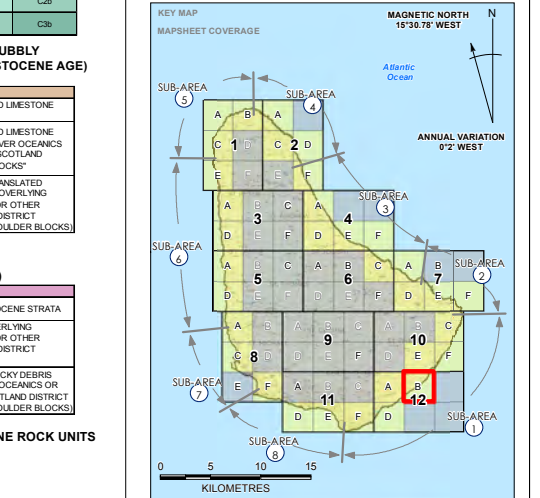 C2b
C3b
UBBLY
STOCENE AGE)
D LIMESTONE
D LIMESTONE
VER OCEANICS
SCOTLAND
OCKS"
ANSLATED
OVERLYING
OR OTHER
DISTRICT
ULDER BLOCKS)
)
OCENE STRATA
ERLYING
OR OTHER
DISTRICT
CKY DEBRIS
OCEANICS OR
TLAND DISTRICT
OULDER BLOCKS)
NE ROCK UNITS
KEY MAP
MAPSHEET COVERAGE
MAGNETIC NORTH
15°30.78' WEST
N
Atlantic
Ocean
ANNUAL VARIATION
0°2' WEST
SUB-AREA
5
SUB-AREA
4
A B A
C 1 D C 2 D
E F E F
SUB-AREA
3
A B C A
3 4
D E F D E F
SUB-AREA
6
SUB-AREA
2
A B C A B C A B
5 6 7
D E F D E F D E F
A B A B C A B C
9 10
C 8 D D E F D E F
SUB-AREA
7
E F A B C A B
11 12
D E F D
SUB-AREA
1
SUB-AREA
8
0 5 10 15
KILOMETRES